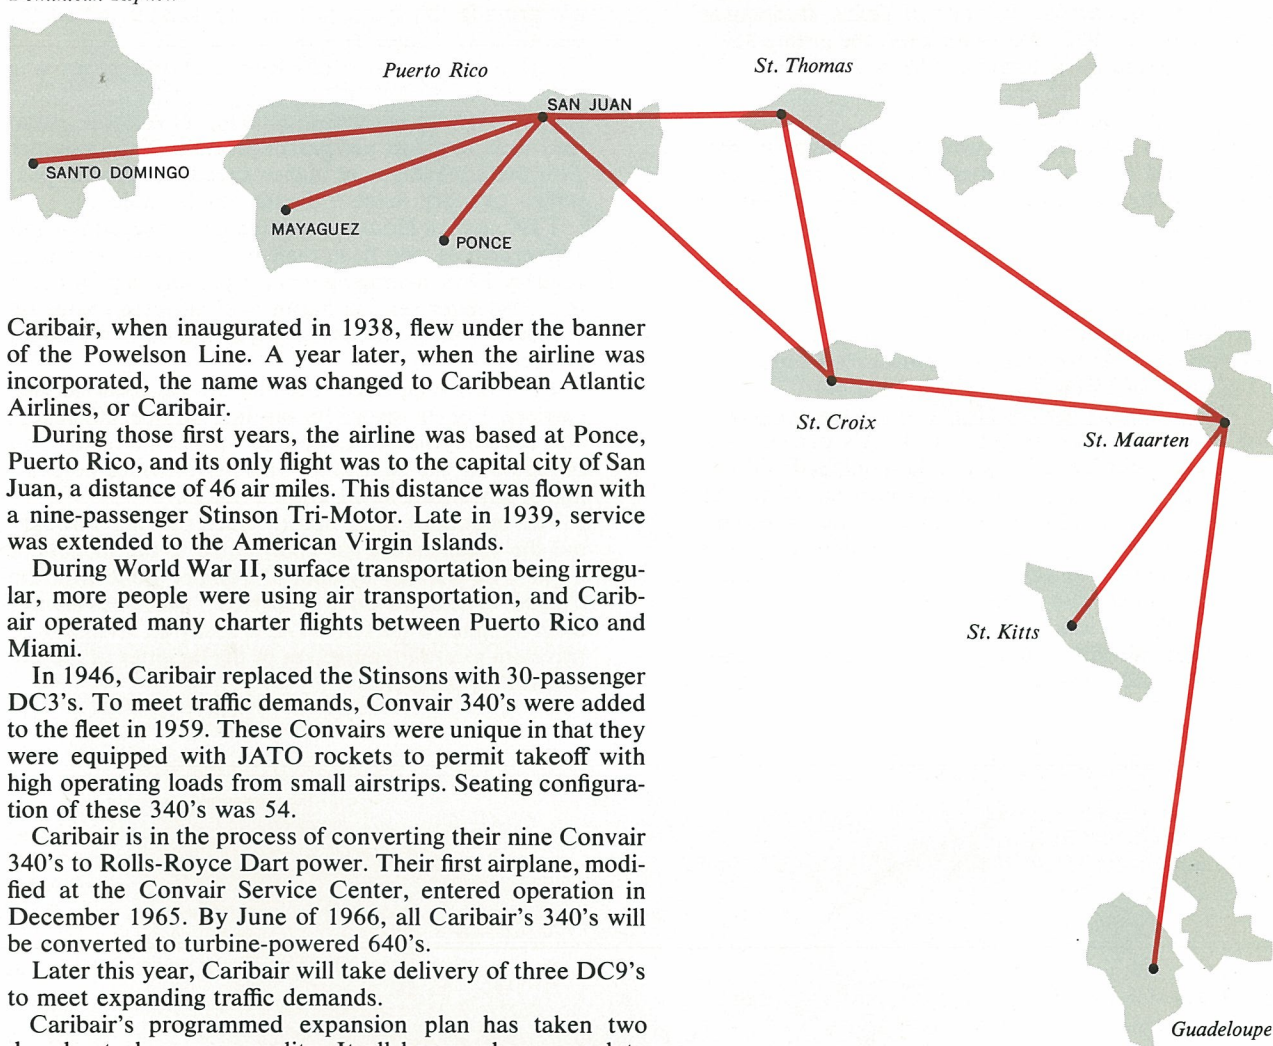 Puerto Rico
St. Thomas
SAN JUAN
SANTO DOMINGO
MAYAGUEZ
PONCE
St. Croix
St. Maarten
St. Kitts
Guadeloupe
Caribair, when inaugurated in 1938, flew under the banner
of the Powelson Line. A year later, when the airline was
incorporated, the name was changed to Caribbean Atlantic
Airlines, or Caribair.
During those first years, the airline was based at Ponce,
Puerto Rico, and its only flight was to the capital city of San
Juan, a distance of 46 air miles. This distance was flown with
a nine-passenger Stinson Tri-Motor. Late in 1939, service
was extended to the American Virgin Islands.
During World War II, surface transportation being irregu-
lar, more people were using air transportation, and Carib-
air operated many charter flights between Puerto Rico and
Miami.
In 1946, Caribair replaced the Stinsons with 30-passenger
DC3's. To meet traffic demands, Convair 340's were added
to the fleet in 1959. These Convairs were unique in that they
were equipped with JATO rockets to permit takeoff with
high operating loads from small airstrips. Seating configura-
tion of these 340's was 54.
Caribair is in the process of converting their nine Convair
340's to Rolls-Royce Dart power. Their first airplane, modi-
fied at the Convair Service Center, entered operation in
December 1965. By June of 1966, all Caribair's 340's will
be converted to turbine-powered 640's.
Later this year, Caribair will take delivery of three DC9's
to meet expanding traffic demands.
Caribair's programmed expansion plan has taken two